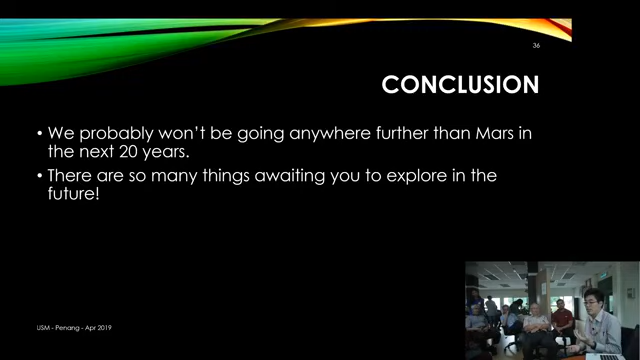 36
CONCLUSION
• We probably won't be going anywhere further than Mars in
the next 20 years.
• There are so many things awaiting you to explore in the
future!
USM - Penang - Apr 2019